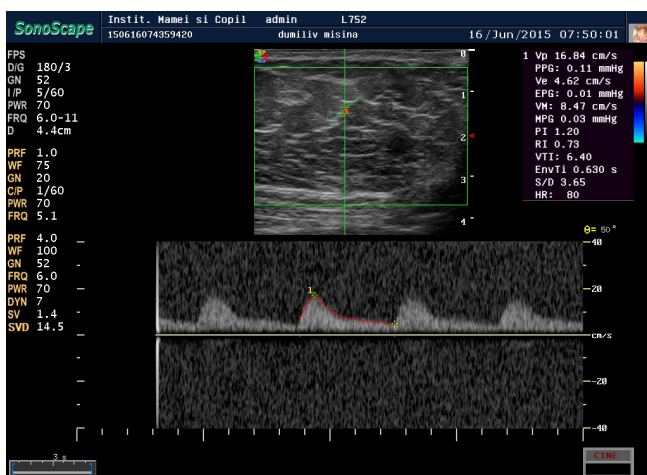 SonoScape
Instit. Mamei si Copil admin L752
150616074359420 dumiliv misina 16/Jun/2015 07:50:01
FPS
D/G 180/3
GN 52
I/P 5/60
PWR 70
FRQ 6.0-11
D 4.4cm
PRF 1.0
WF 75
GN 20
C/P 1/60
PWR 70
FRQ 5.1
PRF 4.0
WF 100
GN 52
FRQ 6.0
PWR 70
DYN 7
SV 1.4
SVD 14.5
0
1
2
3
4
1 Vp 16.84 cm/s
PPG: 0.11 mmHg
Ve 4.62 cm/s
EPG: 0.01 mmHg
VM: 8.47 cm/s
MPG 0.03 mmHg
PI 1.20
RI 0.73
VTI: 6.40
EnvTi 0.630 s
S/D 3.65
HR: 80
θ= 50°
-40
-20
cm/s
-20
-40
1
CINE